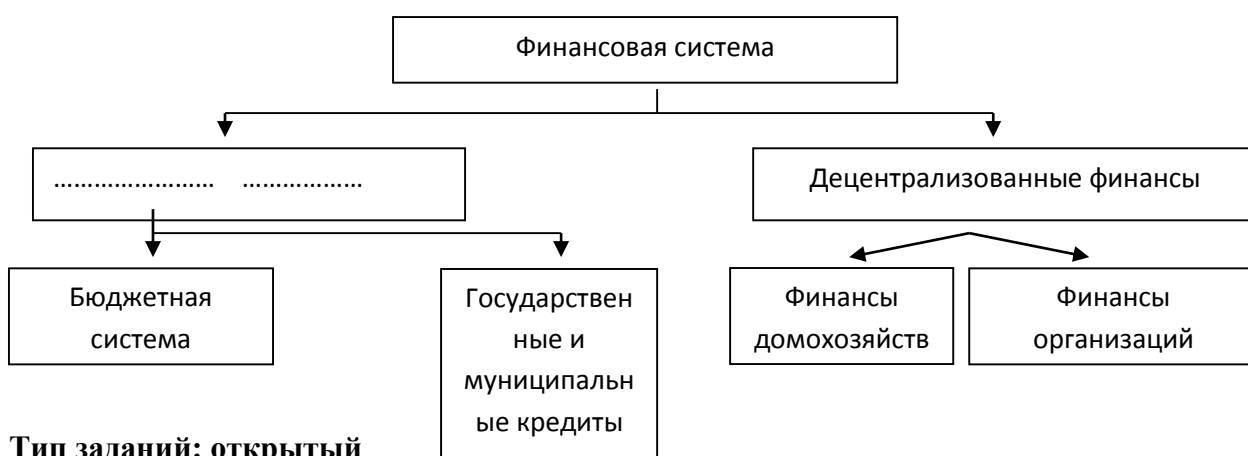 Финансовая система
…………………… ………………
Децентрализованные финансы
Бюджетная
система
Государствен
ные и
муниципальн
ые кредиты
Финансы
домохозяйств
Финансы
организаций
Тип заданий: открытый